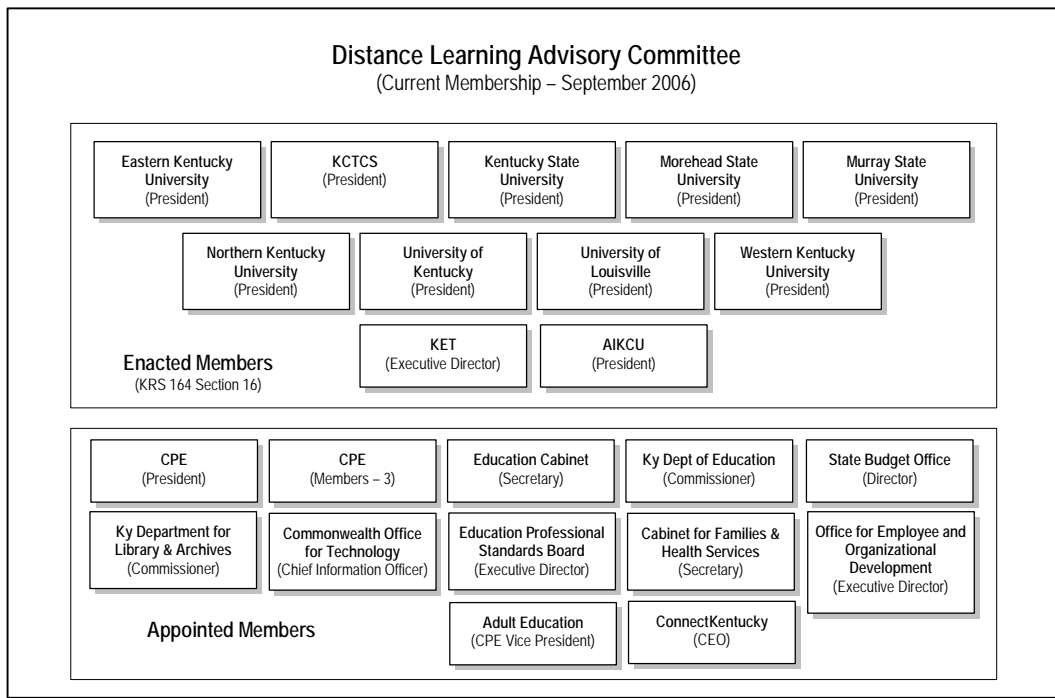 Distance Learning Advisory Committee
(Current Membership – September 2006)
Eastern Kentucky
University
(President)
KCTCS
(President)
Kentucky State
University
(President)
Morehead State
University
(President)
Murray State
University
(President)
Northern Kentucky
University
(President)
University of
Kentucky
(President)
University of
Louisville
(President)
Western Kentucky
University
(President)
KET
(Executive Director)
AIKCU
(President)
Enacted Members
(KRS 164 Section 16)
CPE
(President)
CPE
(Members – 3)
Education Cabinet
(Secretary)
Ky Dept of Education
(Commissioner)
State Budget Office
(Director)
Ky Department for
Library & Archives
(Commissioner)
Commonwealth Office
for Technology
(Chief Information Officer)
Education Professional
Standards Board
(Executive Director)
Cabinet for Families &
Health Services
(Secretary)
Office for Employee and
Organizational
Development
(Executive Director)
Adult Education
(CPE Vice President)
ConnectKentucky
(CEO)
Appointed Members